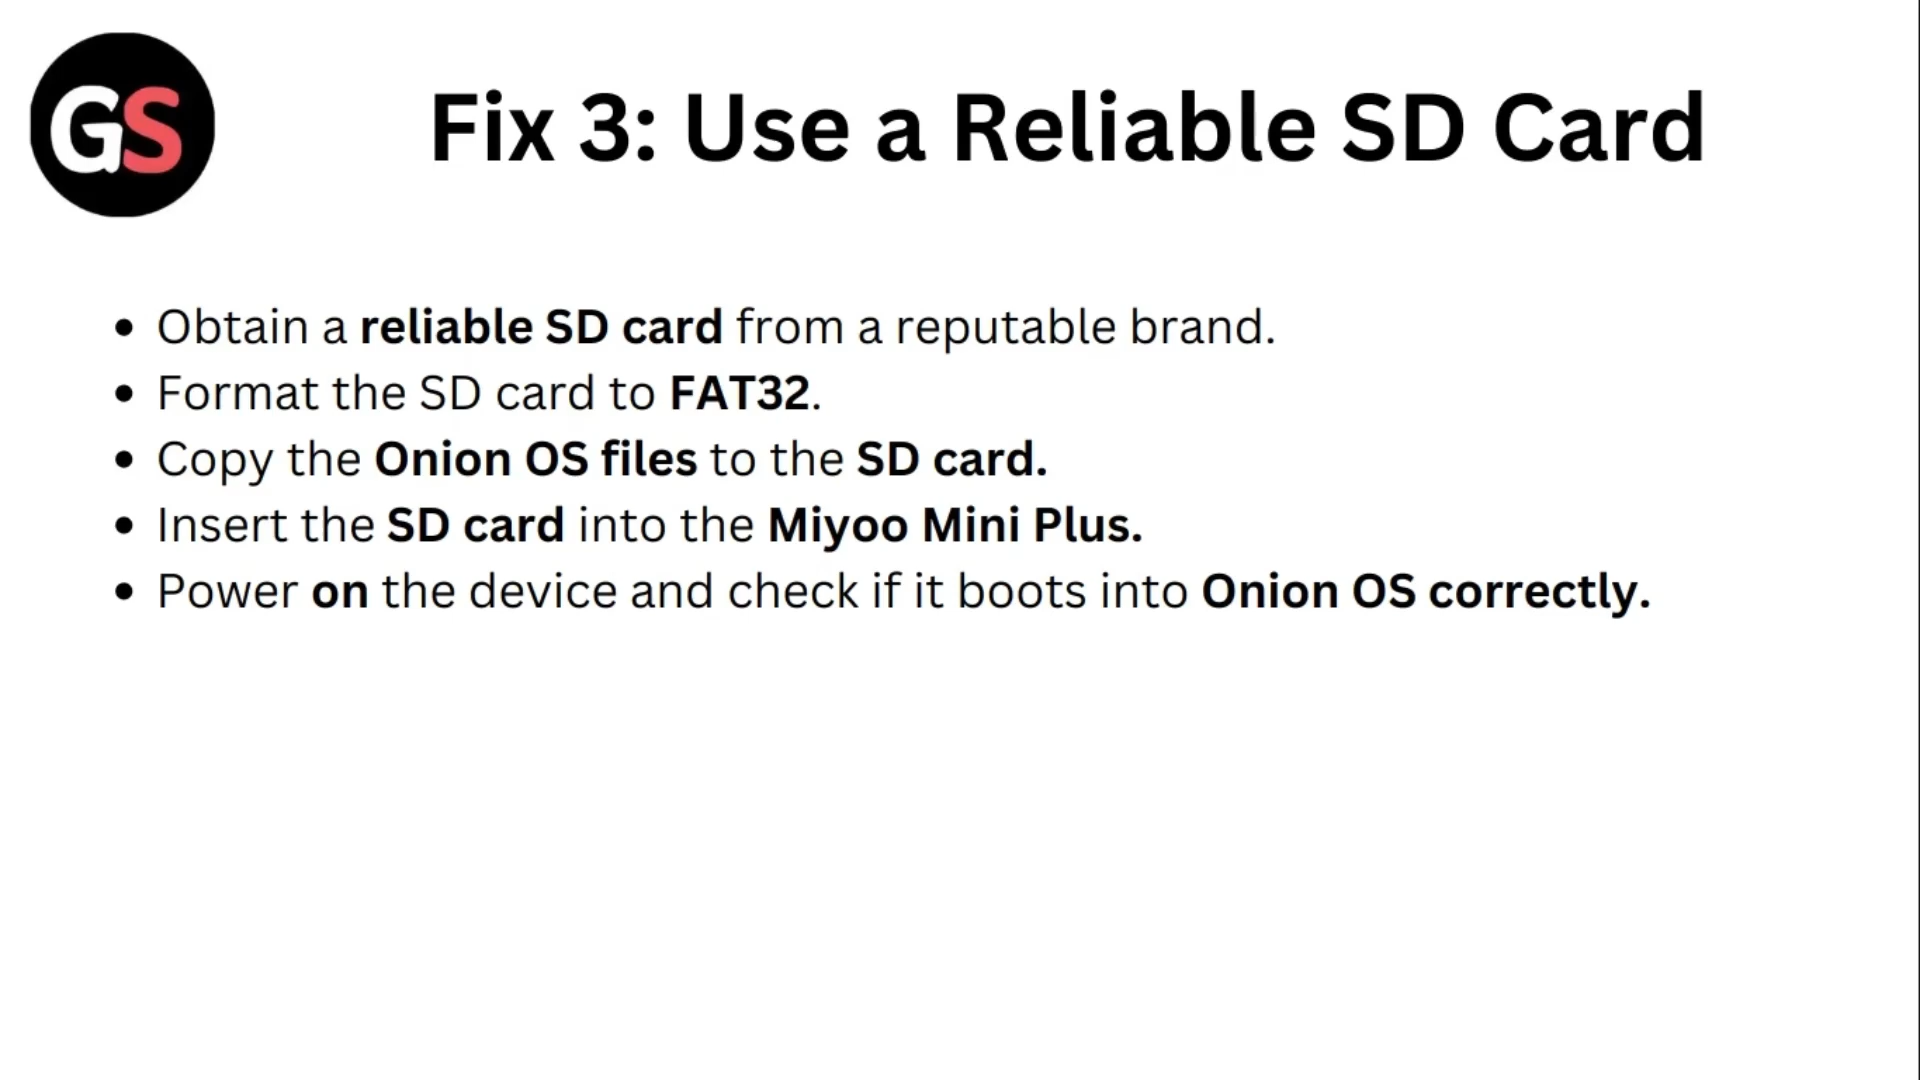 GS
Fix 3: Use a Reliable SD Card
• Obtain a reliable SD card from a reputable brand.
• Format the SD card to FAT32.
• Copy the Onion OS files to the SD card.
• Insert the SD card into the Miyoo Mini Plus.
• Power on the device and check if it boots into Onion OS correctly.